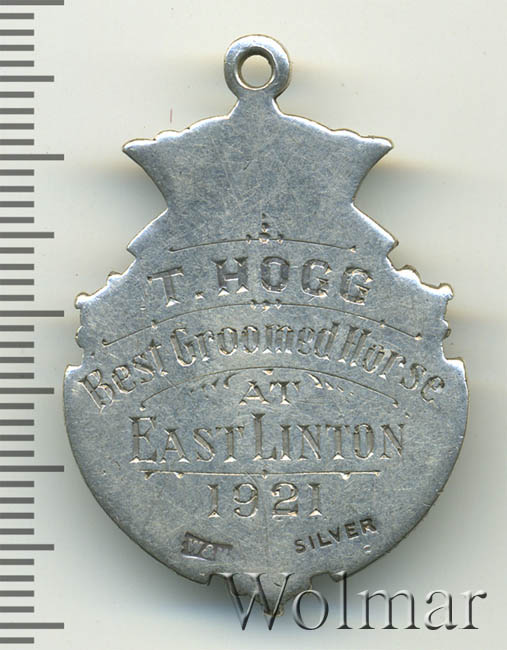 T. HOGG
Best Groomed Horse
AT
EAST LINTON
1921
SILVER
Wolmar